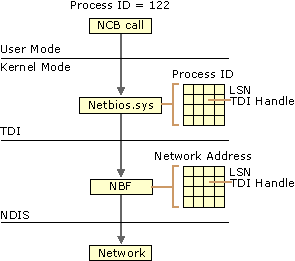 Process ID = 122
NCB call
User Mode
Kernel Mode
Process ID
LSN
TDI Handle
Netbios.sys
TDI
Network Address
LSN
TDI Handle
NBF
NDIS
Network